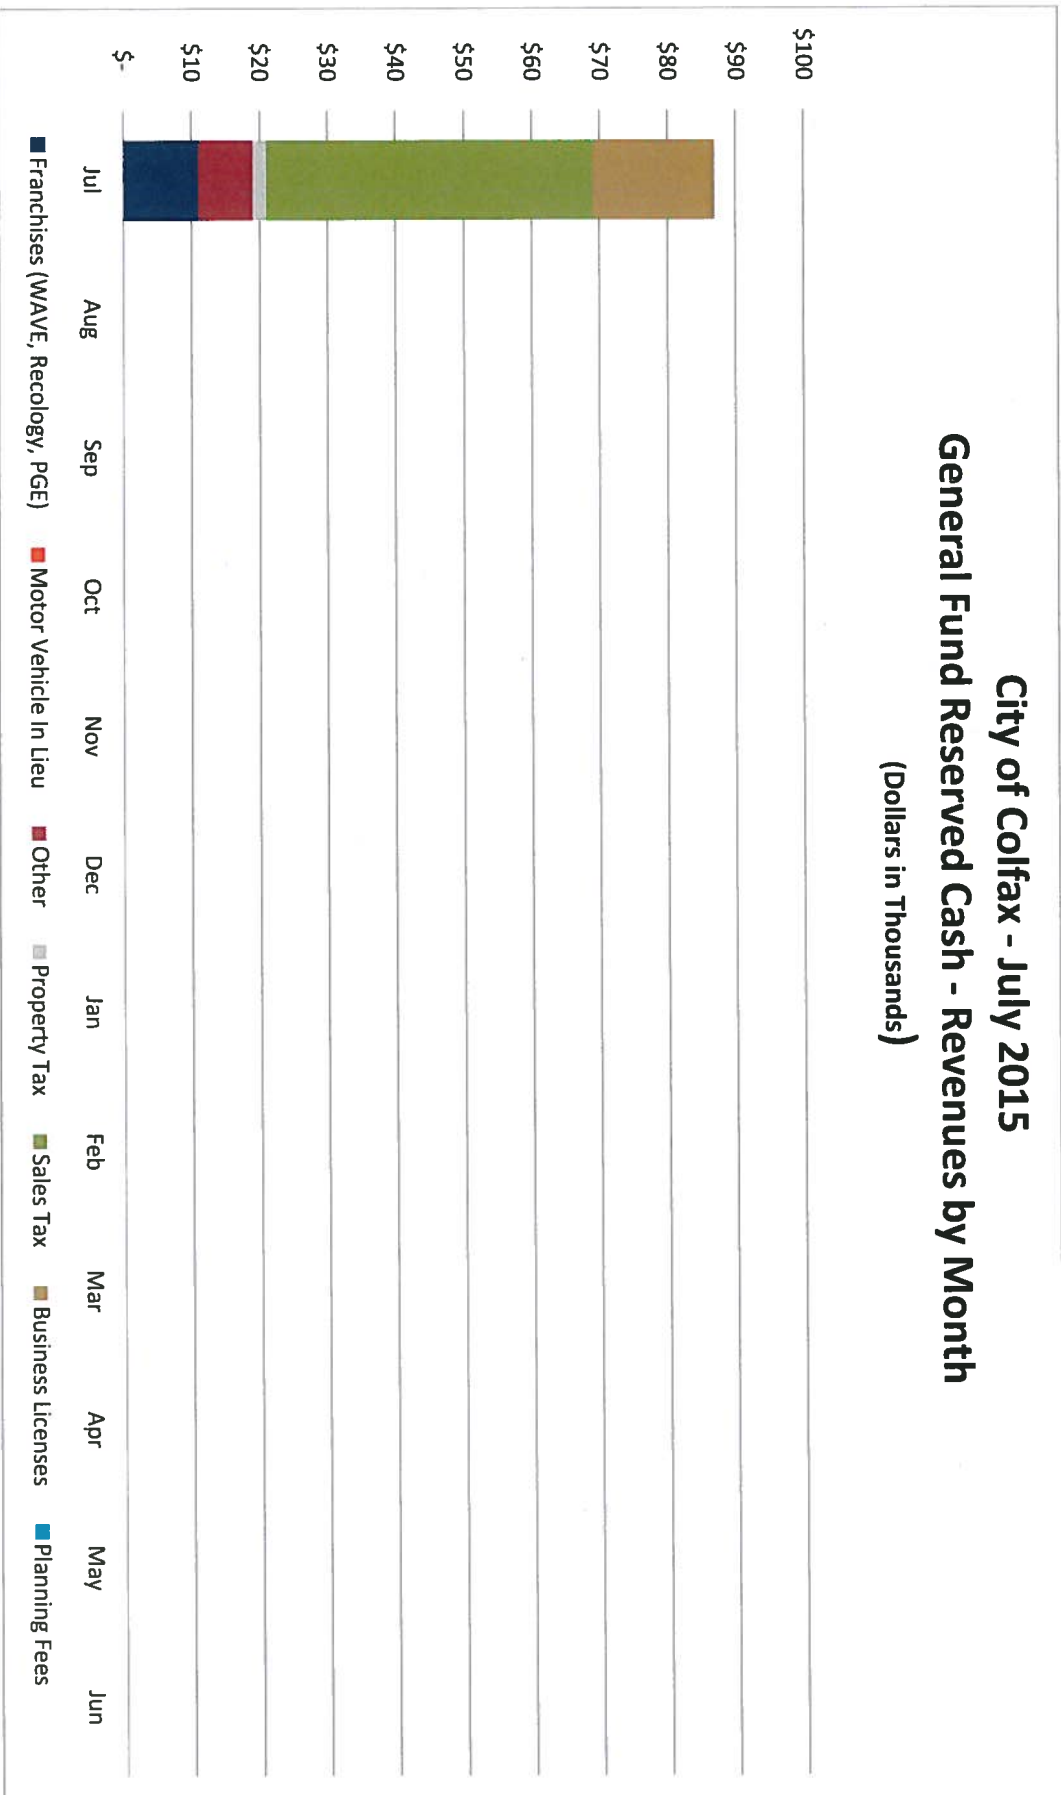 City of Colfax - July 2015
General Fund Reserved Cash - Revenues by Month
(Dollars in Thousands)
$100
$90
$80
$70
$60
$50
$40
$30
$20
$10
$-
Jul Aug Sep Oct Nov Dec Jan Feb Mar Apr May Jun
Franchises (WAVE, Recology, PGE) Motor Vehicle In Lieu Other Property Tax Sales Tax Business Licenses Planning Fees